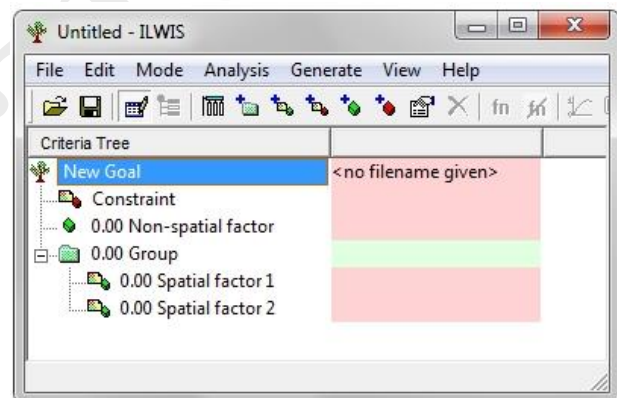 Untitled - ILWIS
File Edit Mode Analysis Generate View Help
fn
Criteria Tree
New Goal <no filename given>
Constraint
0.00 Non-spatial factor
0.00 Group
0.00 Spatial factor 1
0.00 Spatial factor 2